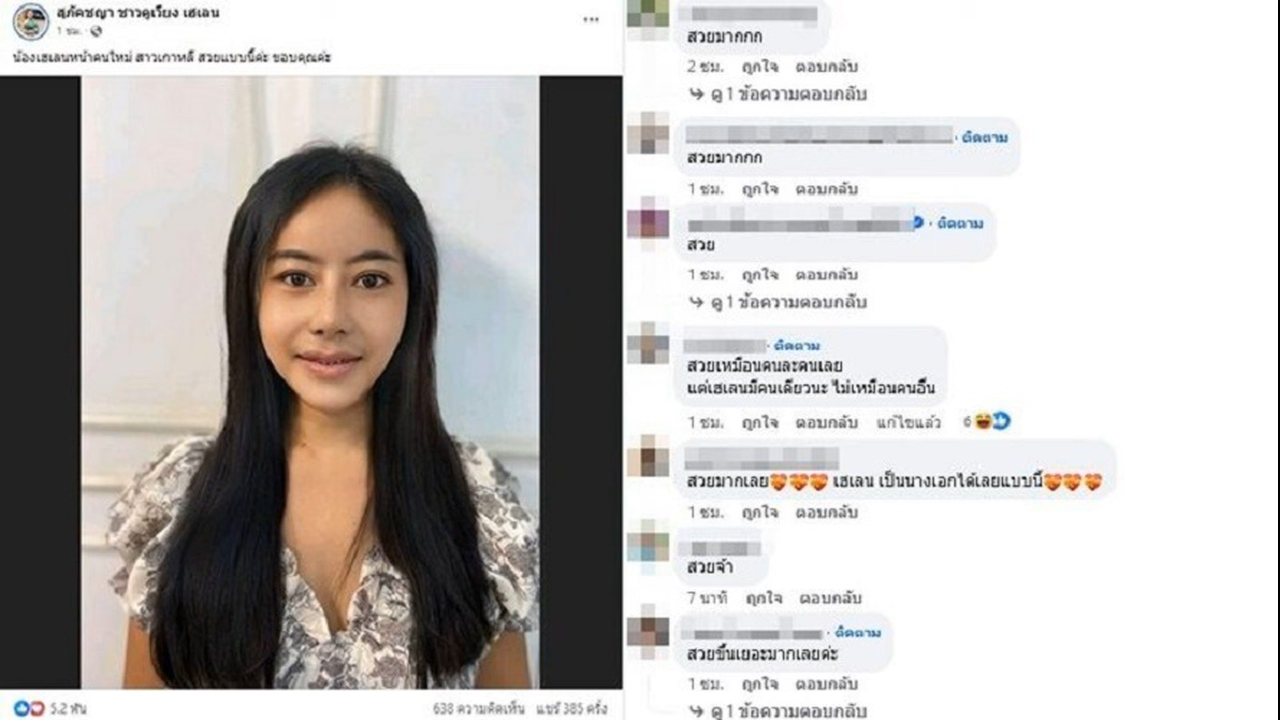 สุภัคชญา ชาวดูเวียง เฮเลน
1 ชม.
น้องเฮเลนหน้าคนใหม่ สาวเกาหลี สวยแบบนี้ค่ะ ขอบคุณค่ะ
5.2 พัน
638 ความคิดเห็น แชร์ 385 ครั้ง
สวยมากกก
2 ชม. ถูกใจ ตอบกลับ
ดู 1 ข้อความตอบกลับ
ติดตาม
สวยมากกก
1 ชม. ถูกใจ ตอบกลับ
ติดตาม
สวย
1 ชม. ถูกใจ ตอบกลับ
ดู 1 ข้อความตอบกลับ
ติดตาม
สวยเหมือนคนละคนเลย
แต่เฮเลนมีคนเดียวนะ ไม่เหมือนคนอื่น
1 ชม. ถูกใจ ตอบกลับ แก้ไขแล้ว 6
สวยมากเลย💝💝💝 เฮเลน เป็นนางเอกได้เลยแบบนี้💝💝💝
1 ชม. ถูกใจ ตอบกลับ
สวยจ้า
7 นาที ถูกใจ ตอบกลับ
ติดตาม
สวยขึ้นเยอะมากเลยค่ะ
1 ชม. ถูกใจ ตอบกลับ
ดู 1 ข้อความตอบกลับ